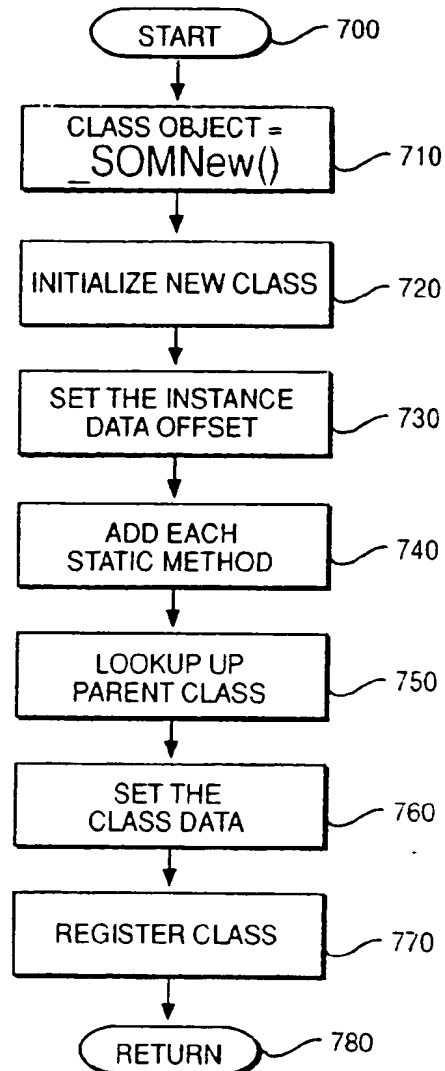 START 700
CLASS OBJECT =
_SOMNew() 710
INITIALIZE NEW CLASS 720
SET THE INSTANCE
DATA OFFSET 730
ADD EACH
STATIC METHOD 740
LOOKUP UP
PARENT CLASS 750
SET THE
CLASS DATA 760
REGISTER CLASS 770
RETURN 780